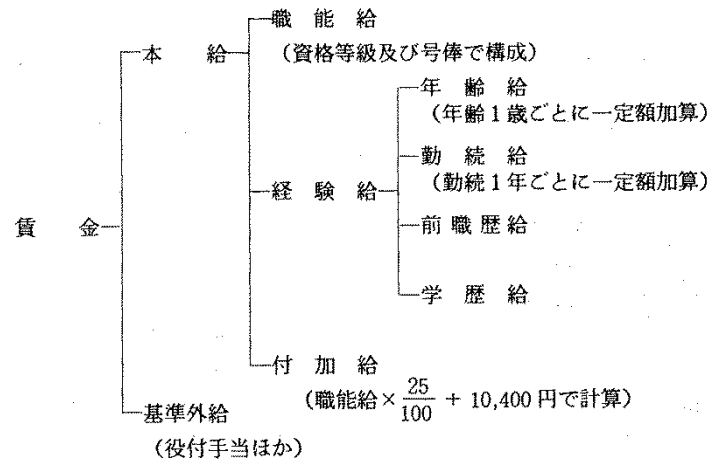 職能給
本給
(資格等級及び号俸で構成)
年齢給
(年齢1歳ごとに一定額加算)
勤続給
(勤続1年ごとに一定額加算)
経験給
賃金
前職歴給
学歴給
付加給
(職能給×25/100 + 10,400円で計算)
基準外給
(役付手当ほか)